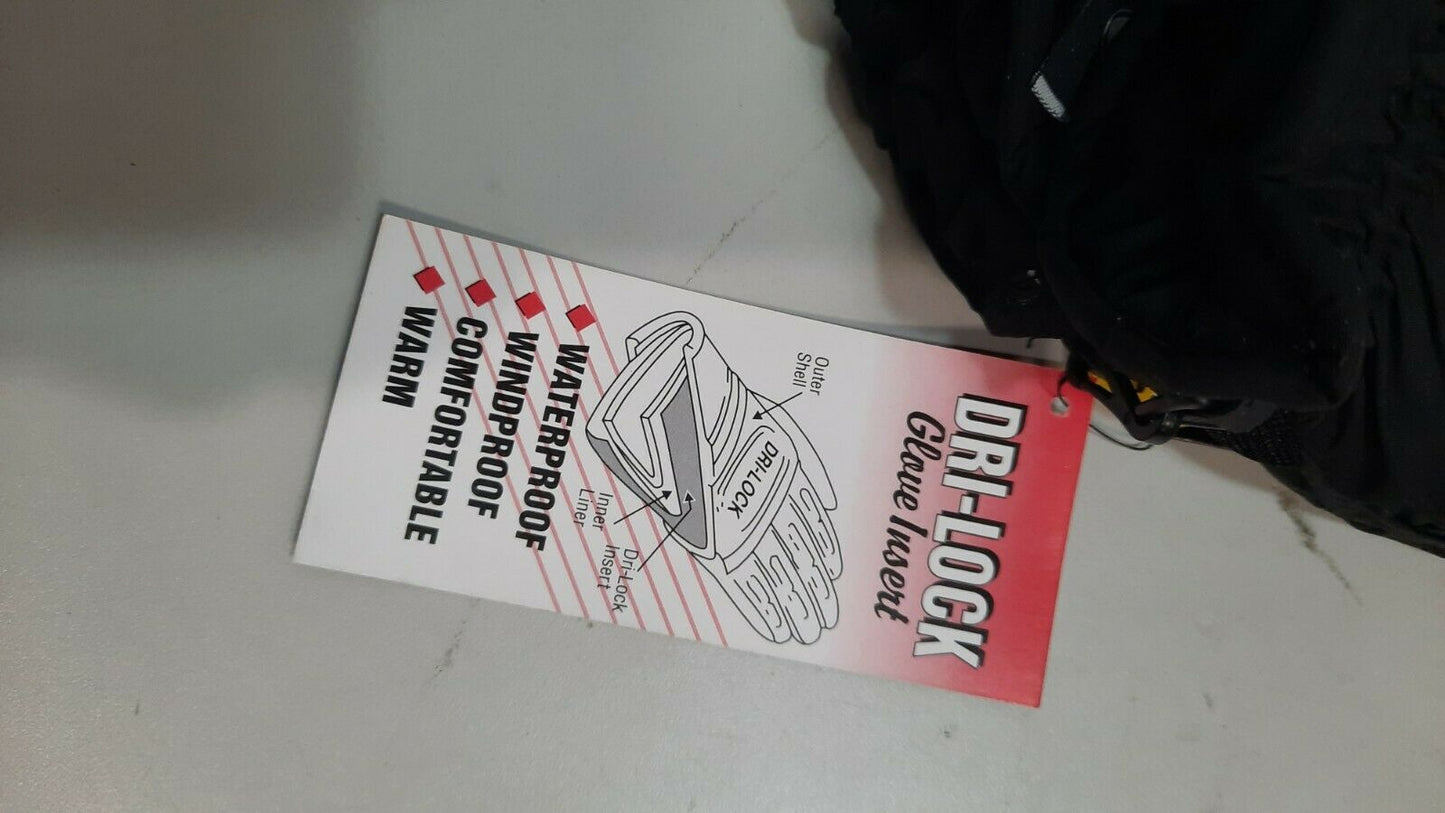 DRI-LOCK
Glove Insert
Outer
Shell
DRI-LOCK
Inner
Liner
Dri-Lock
Insert
WATERPROOF
WINDPROOF
COMFORTABLE
WARM